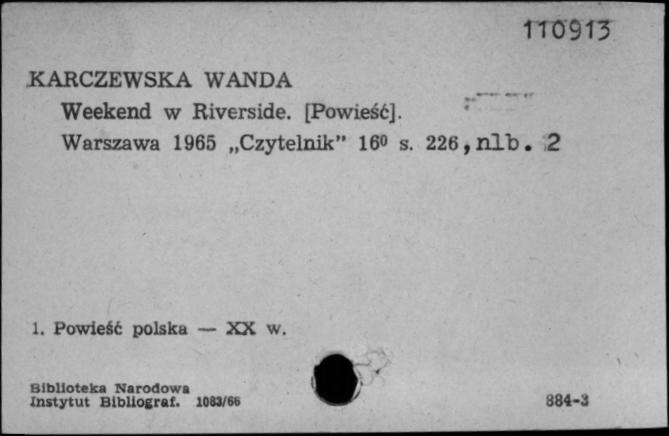 110913
KARCZEWSKA WANDA
Weekend w Riverside. [Powieść].
Warszawa 1965 „Czytelnik” 16⁰ s. 226, nlb. 2
1. Powieść polska — XX w.
Biblioteka Narodowa
Instytut Bibliograf. 1083/66
884-3